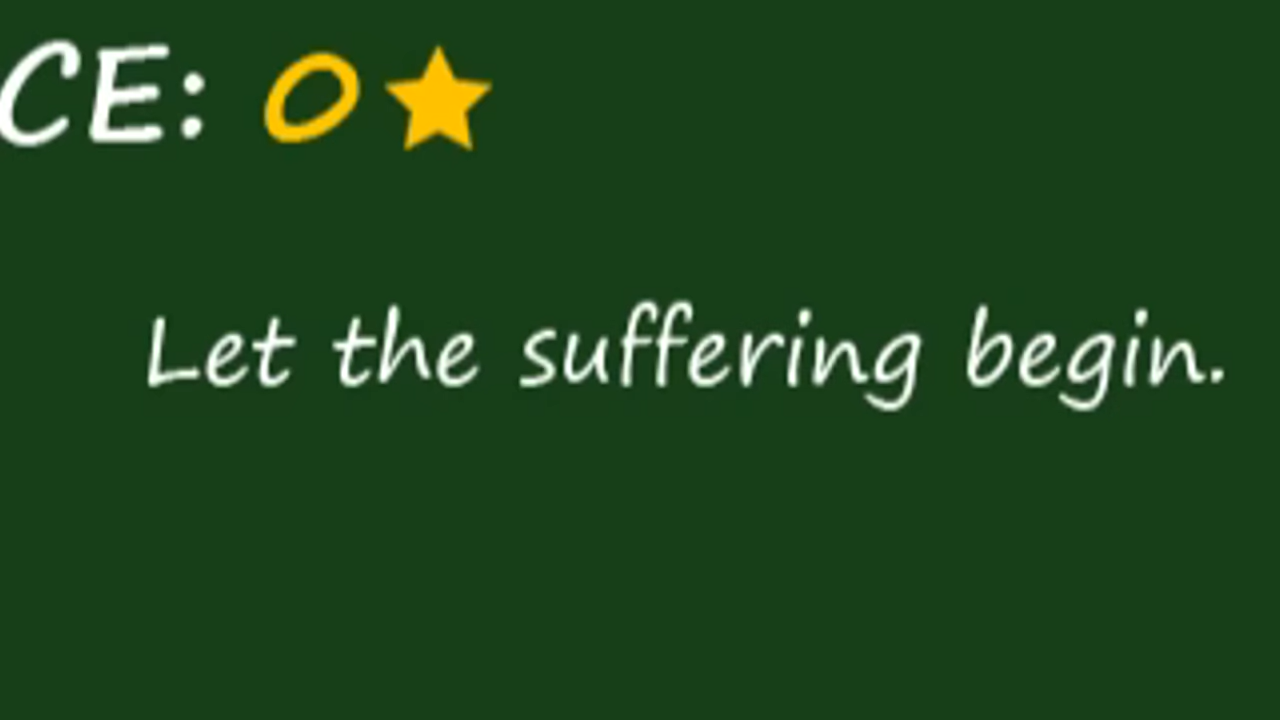 CE: 0★
Let the suffering begin.